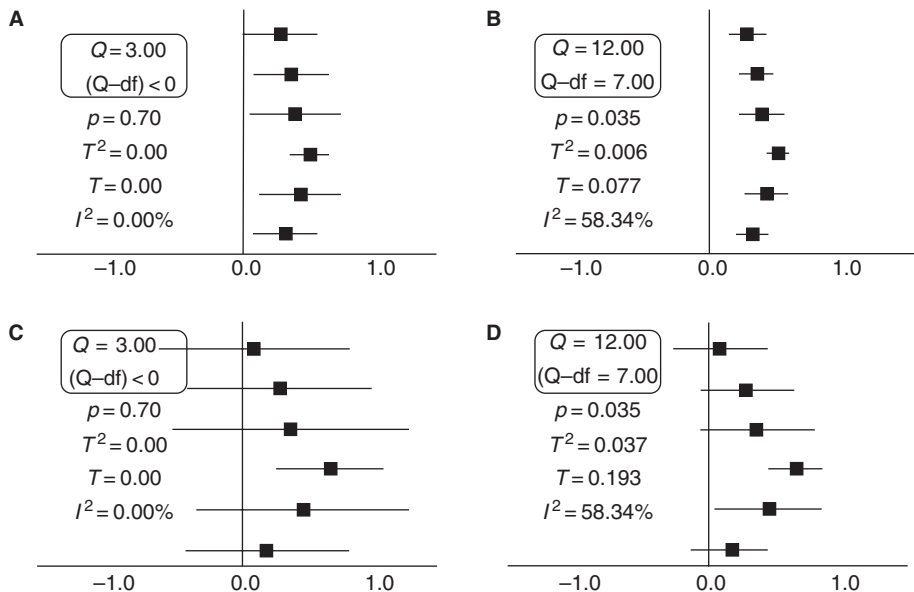 A
Q = 3.00
(Q–df) < 0
p = 0.70
T² = 0.00
T = 0.00
I² = 0.00%
–1.0 0.0 1.0
B
Q = 12.00
Q–df = 7.00
p = 0.035
T² = 0.006
T = 0.077
I² = 58.34%
–1.0 0.0 1.0
C
Q = 3.00
(Q–df) < 0
p = 0.70
T² = 0.00
T = 0.00
I² = 0.00%
–1.0 0.0 1.0
D
Q = 12.00
(Q–df = 7.00
p = 0.035
T² = 0.037
T = 0.193
I² = 58.34%
–1.0 0.0 1.0